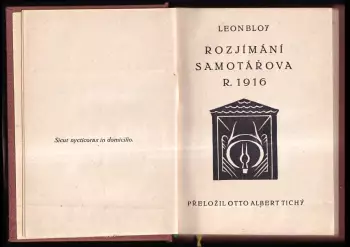 Sicut nycticorax in domicilio.
LEON BLOY
ROZJÍMÁNÍ
SAMOTÁŘOVA
R. 1916
PŘELOŽIL OTTO ALBERT TICHÝ